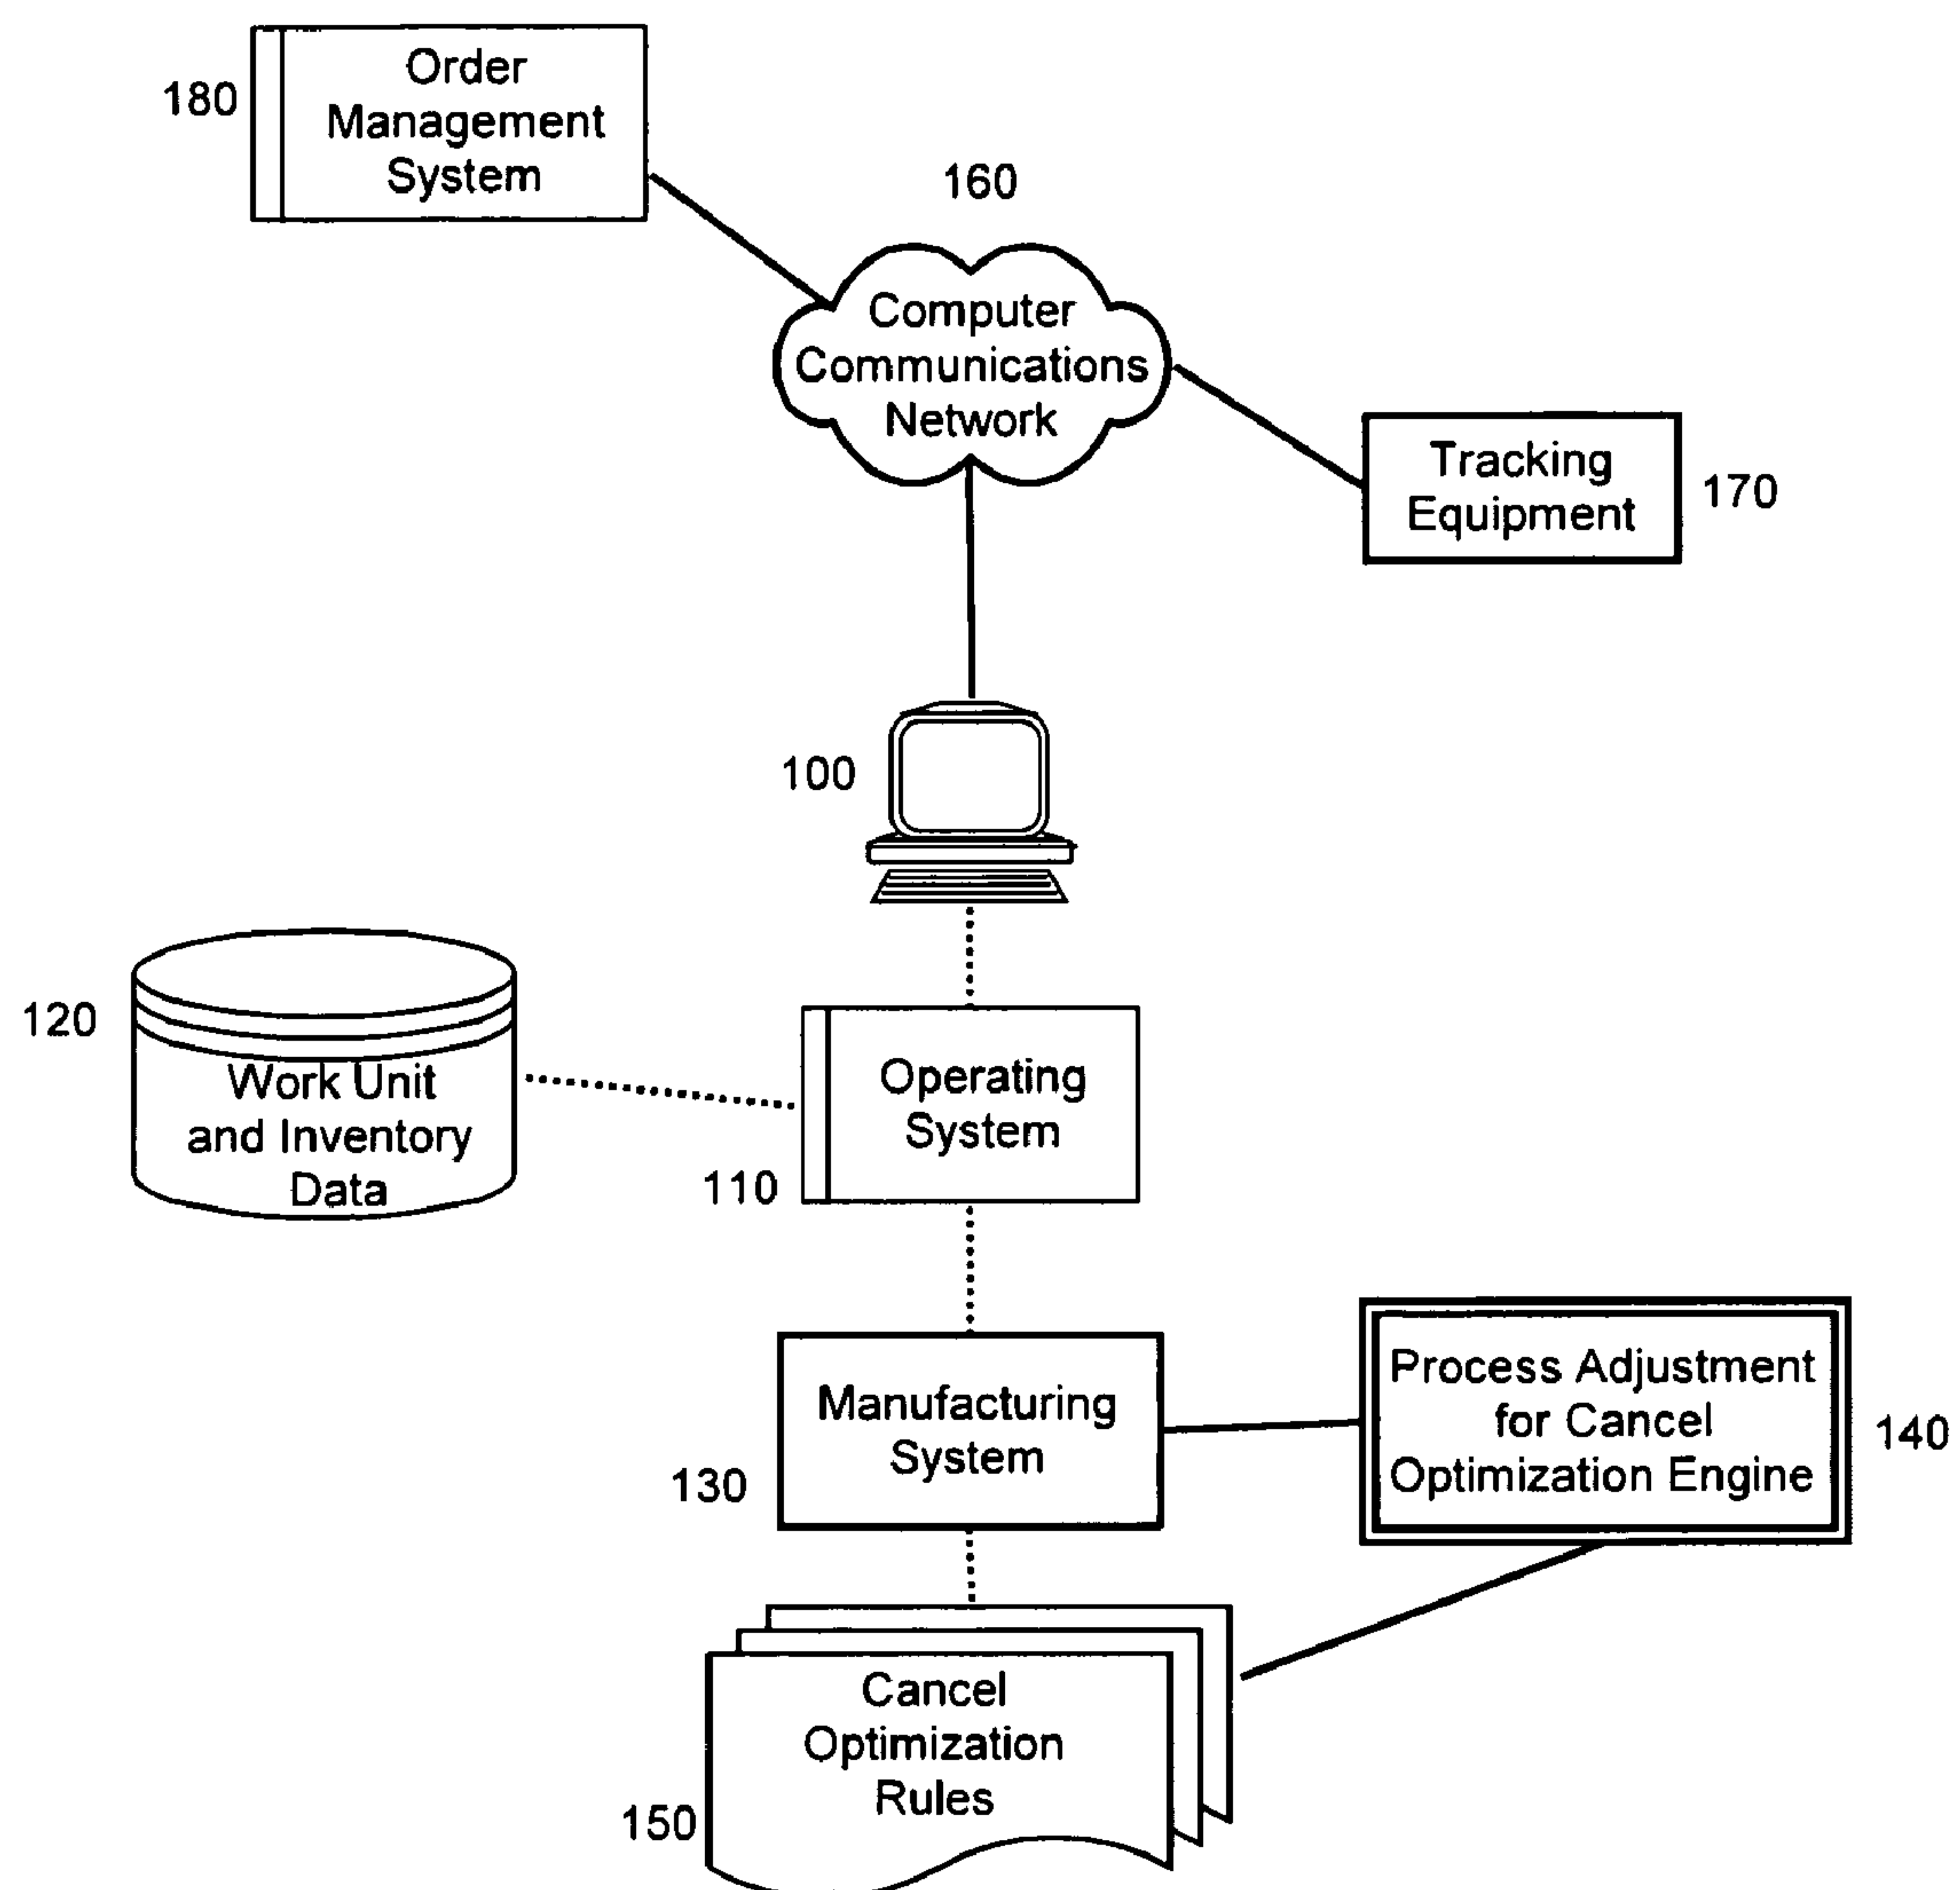 180
Order
Management
System
160
Computer
Communications
Network
Tracking
Equipment
170
100
120
Work Unit
and Inventory
Data
Operating
System
110
Manufacturing
System
130
Process Adjustment
for Cancel
Optimization Engine
140
Cancel
Optimization
Rules
150